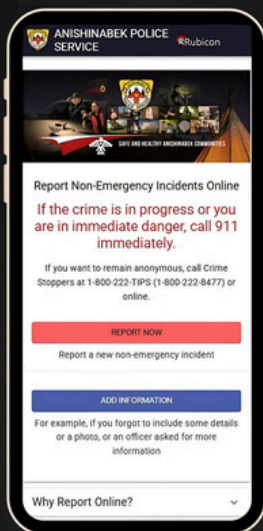 ANISHINABEK POLICE
SERVICE
Rubicon
SAFE AND HEALTHY ANISHINABEK COMMUNITIES
Report Non-Emergency Incidents Online
If the crime is in progress or you
are in immediate danger, call 911
immediately.
If you want to remain anonymous, call Crime
Stoppers at 1-800-222-TIPS (1-800-222-8477) or
online.
REPORT NOW
Report a new non-emergency incident
ADD INFORMATION
For example, if you forgot to include some details
or a photo, or an officer asked for more
information
Why Report Online?